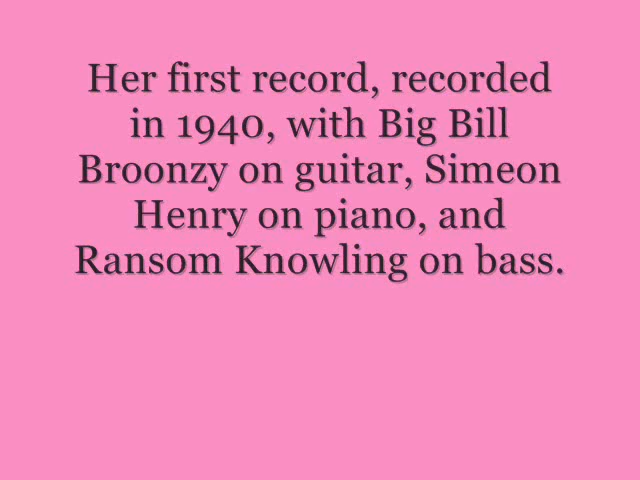 Her first record, recorded
in 1940, with Big Bill
Broonzy on guitar, Simeon
Henry on piano, and
Ransom Knowling on bass.